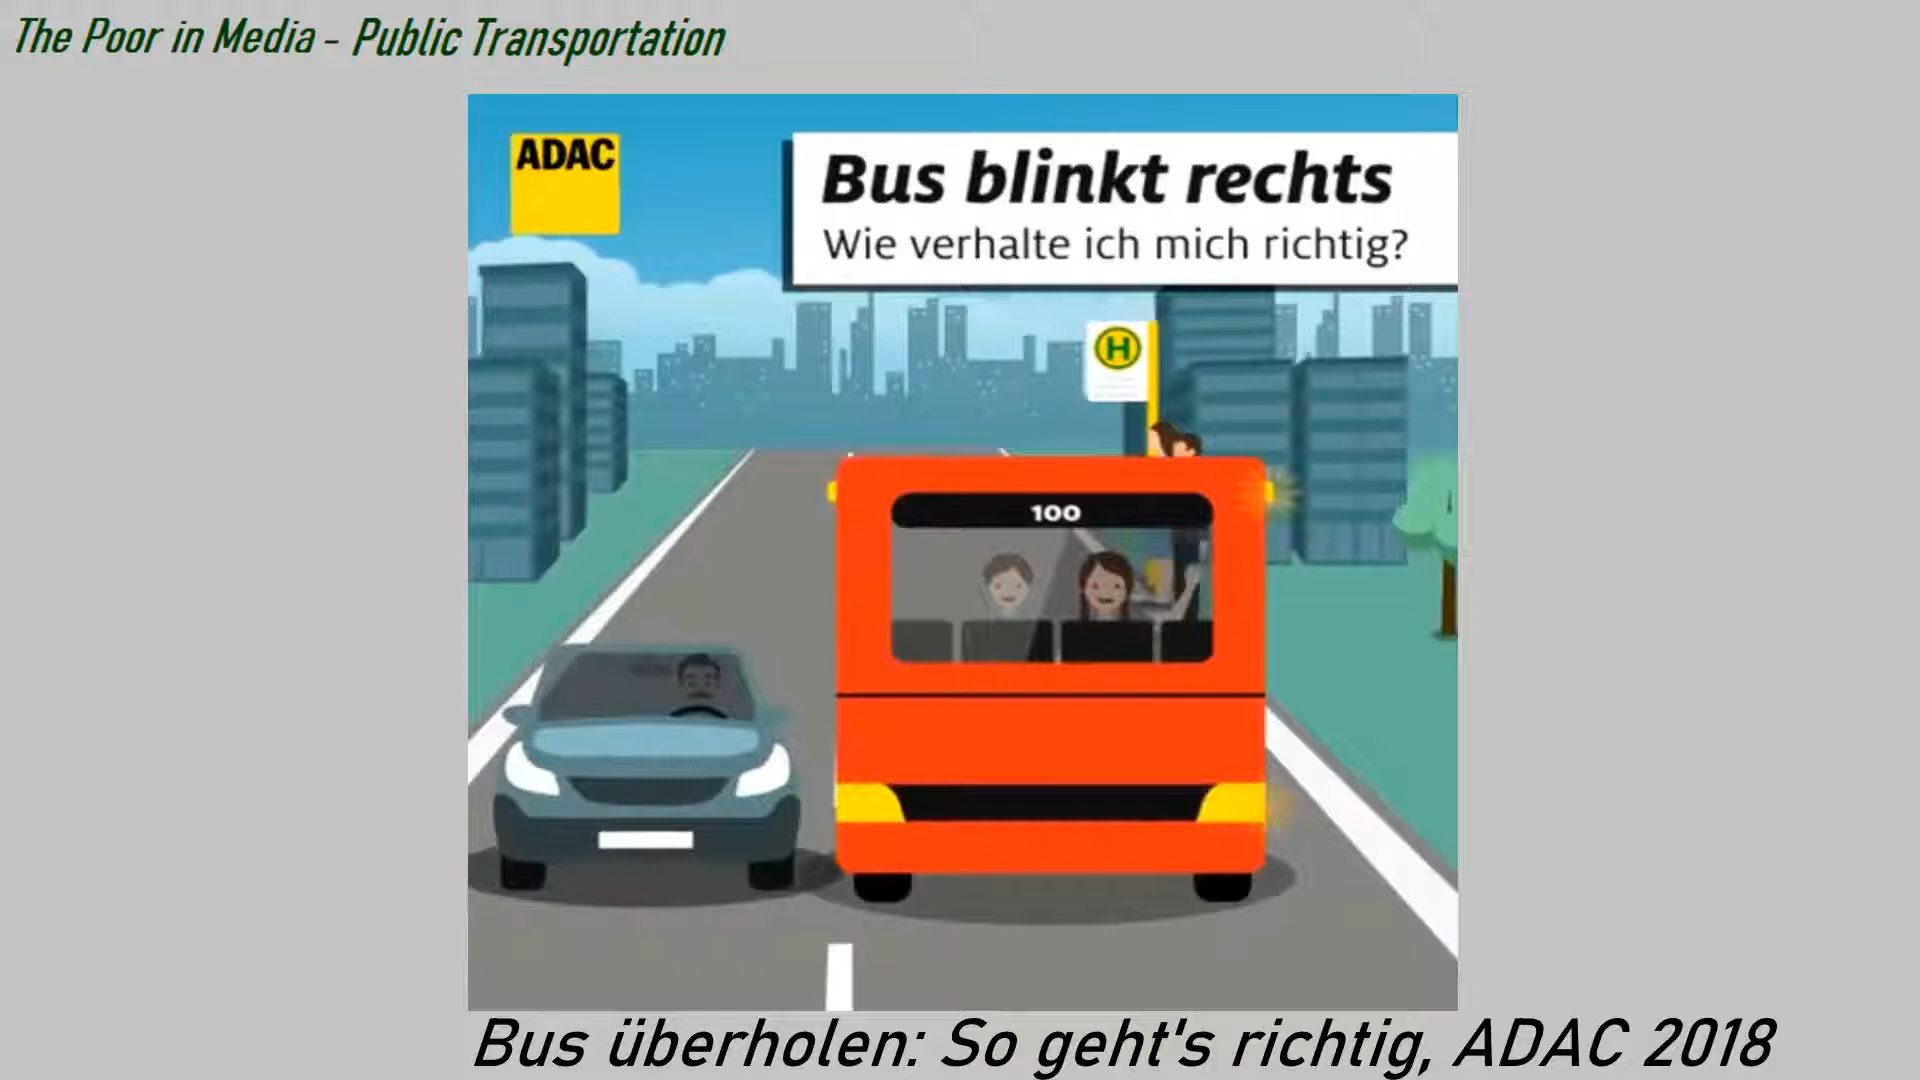 The Poor in Media - Public Transportation
ADAC
Bus blinkt rechts
Wie verhalte ich mich richtig?
H
100
Bus überholen: So geht's richtig, ADAC 2018